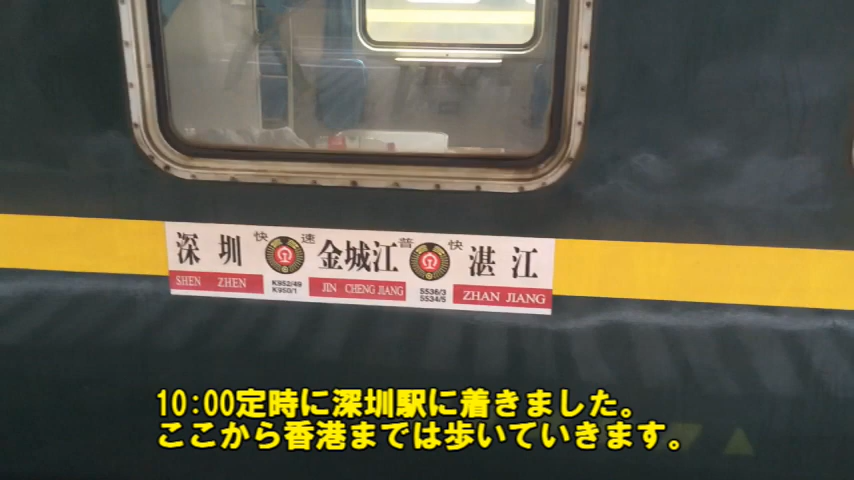 深圳 快速 金城江 普快 湛江
SHEN ZHEN K952/49 JIN CHENG JIANG 5536/3 ZHAN JIANG
K950/1 5534/5
10:00定時に深圳駅に着きました。
ここから香港までは歩いていきます。